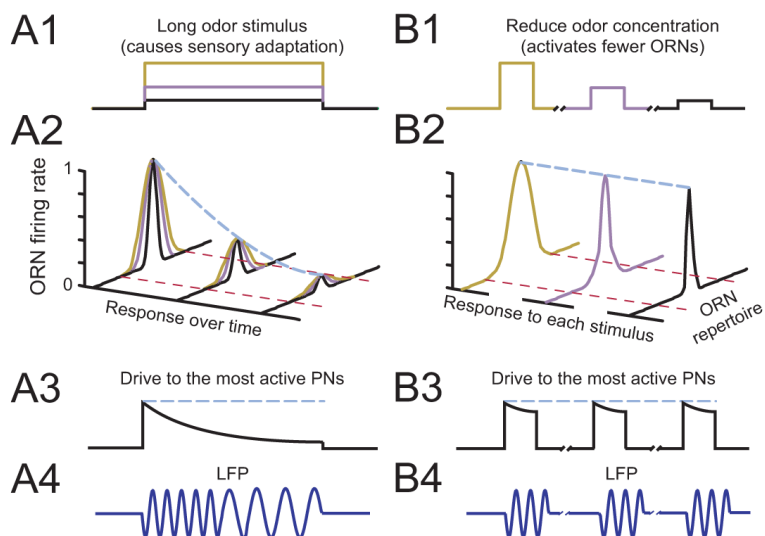 A1
Long odor stimulus
(causes sensory adaptation)
B1
Reduce odor concentration
(activates fewer ORNs)
A2
ORN firing rate
1
0
Response over time
B2
Response to each stimulus
ORN
repertoire
A3
Drive to the most active PNs
B3
Drive to the most active PNs
A4
LFP
B4
LFP